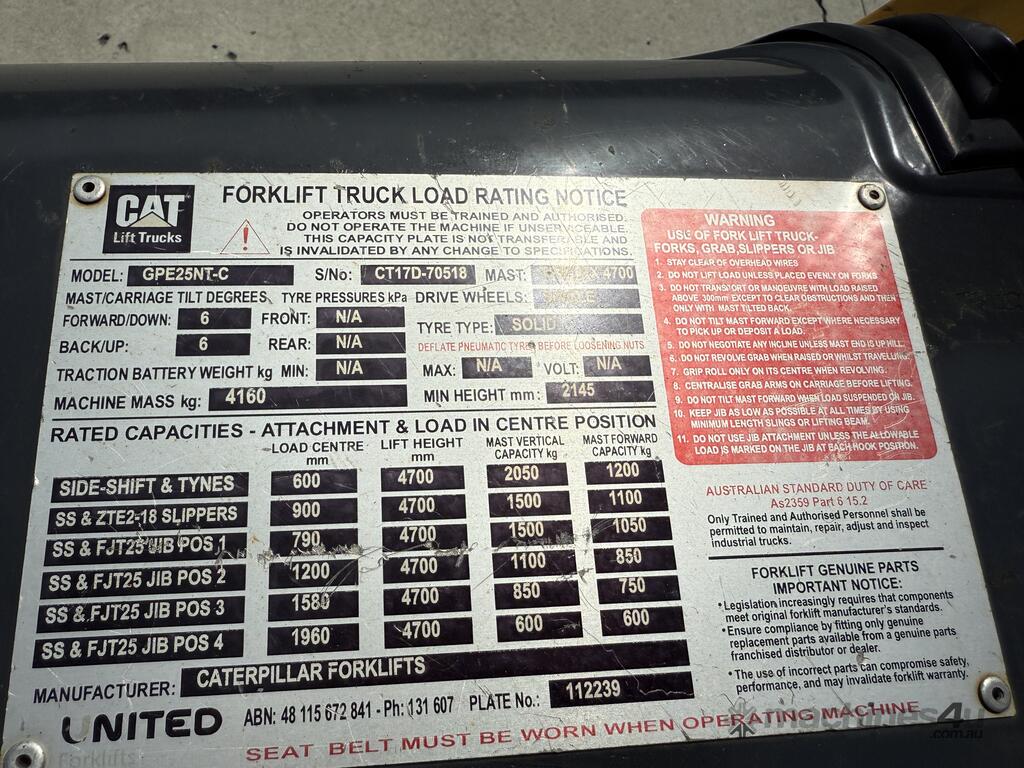 CAT
Lift Trucks
FORKLIFT TRUCK LOAD RATING NOTICE
OPERATORS MUST BE TRAINED AND AUTHORISED.
DO NOT OPERATE THE MACHINE IF UNSERVICEABLE.
THIS CAPACITY PLATE IS NOT TRANSFERABLE AND
IS INVALIDATED BY ANY CHANGE TO SPECIFICATIONS.
MODEL: GPE25NT-C S/No: CT17D-70518 MAST: 4700
MAST/CARRIAGE TILT DEGREES TYRE PRESSURES kPa DRIVE WHEELS:
FORWARD/DOWN: 6 FRONT: N/A TYRE TYPE: SOLID
BACK/UP: 6 REAR: N/A DEFLATE PNEUMATIC TYRES BEFORE LOOSENING NUTS
TRACTION BATTERY WEIGHT kg MIN: N/A MAX: N/A VOLT: N/A
MACHINE MASS kg: 4160 MIN HEIGHT mm: 2145
RATED CAPACITIES - ATTACHMENT & LOAD IN CENTRE POSITION
LOAD CENTRE mm LIFT HEIGHT mm MAST VERTICAL CAPACITY kg MAST FORWARD CAPACITY kg
SIDE-SHIFT & TYNES 600 4700 2050 1200
SS & ZTE2-18 SLIPPERS 900 4700 1500 1100
SS & FJT25 JIB POS 1 790 4700 1500 1050
SS & FJT25 JIB POS 2 1200 4700 1100 850
SS & FJT25 JIB POS 3 1580 4700 850 750
SS & FJT25 JIB POS 4 1960 4700 600 600
MANUFACTURER: CATERPILLAR FORKLIFTS
UNITED
Forklifts
ABN: 48 115 672 841 - Ph: 131 607 PLATE No.: 112239
SEAT BELT MUST BE WORN WHEN OPERATING MACHINE
WARNING
USE OF FORK LIFT TRUCK-
FORKS, GRAB, SLIPPERS OR JIB
1. STAY CLEAR OF OVERHEAD WIRES
2. DO NOT LIFT LOAD UNLESS PLACED EVENLY ON FORKS
3. DO NOT TRANSPORT OR MANOEUVRE WITH LOAD RAISED
ABOVE 300mm EXCEPT TO CLEAR OBSTRUCTIONS AND THEN
ONLY WITH MAST TILTED BACK.
4. DO NOT TILT MAST FORWARD EXCEPT WHERE NECESSARY
TO PICK UP OR DEPOSIT A LOAD.
5. DO NOT NEGOTIATE ANY INCLINE UNLESS MAST END IS UP HILL.
6. DO NOT REVOLVE GRAB WHEN RAISED OR WHILST TRAVELLING.
7. GRIP ROLL ONLY ON ITS CENTRE WHEN REVOLVING.
8. CENTRALISE GRAB ARMS ON CARRIAGE BEFORE LIFTING.
9. DO NOT TILT MAST FORWARD WHEN LOAD SUSPENDED ON JIB.
10. KEEP JIB AS LOW AS POSSIBLE AT ALL TIMES BY USING
MINIMUM LENGTH SLINGS OR LIFTING BEAM.
11. DO NOT USE JIB ATTACHMENT UNLESS THE ALLOWABLE
LOAD IS MARKED ON THE JIB AT EACH HOOK POSITION.
AUSTRALIAN STANDARD DUTY OF CARE
As2359 Part 6 15.2
Only Trained and Authorised Personnel shall be
permitted to maintain, repair, adjust and inspect
industrial trucks.
FORKLIFT GENUINE PARTS
IMPORTANT NOTICE:
• Legislation increasingly requires that components
meet original forklift manufacturer's standards.
• Ensure compliance by fitting only genuine
replacement parts available from a genuine parts
franchised distributor or dealer.
• The use of incorrect parts can compromise safety,
performance, and may invalidate forklift warranty.
machines4u
.com.au